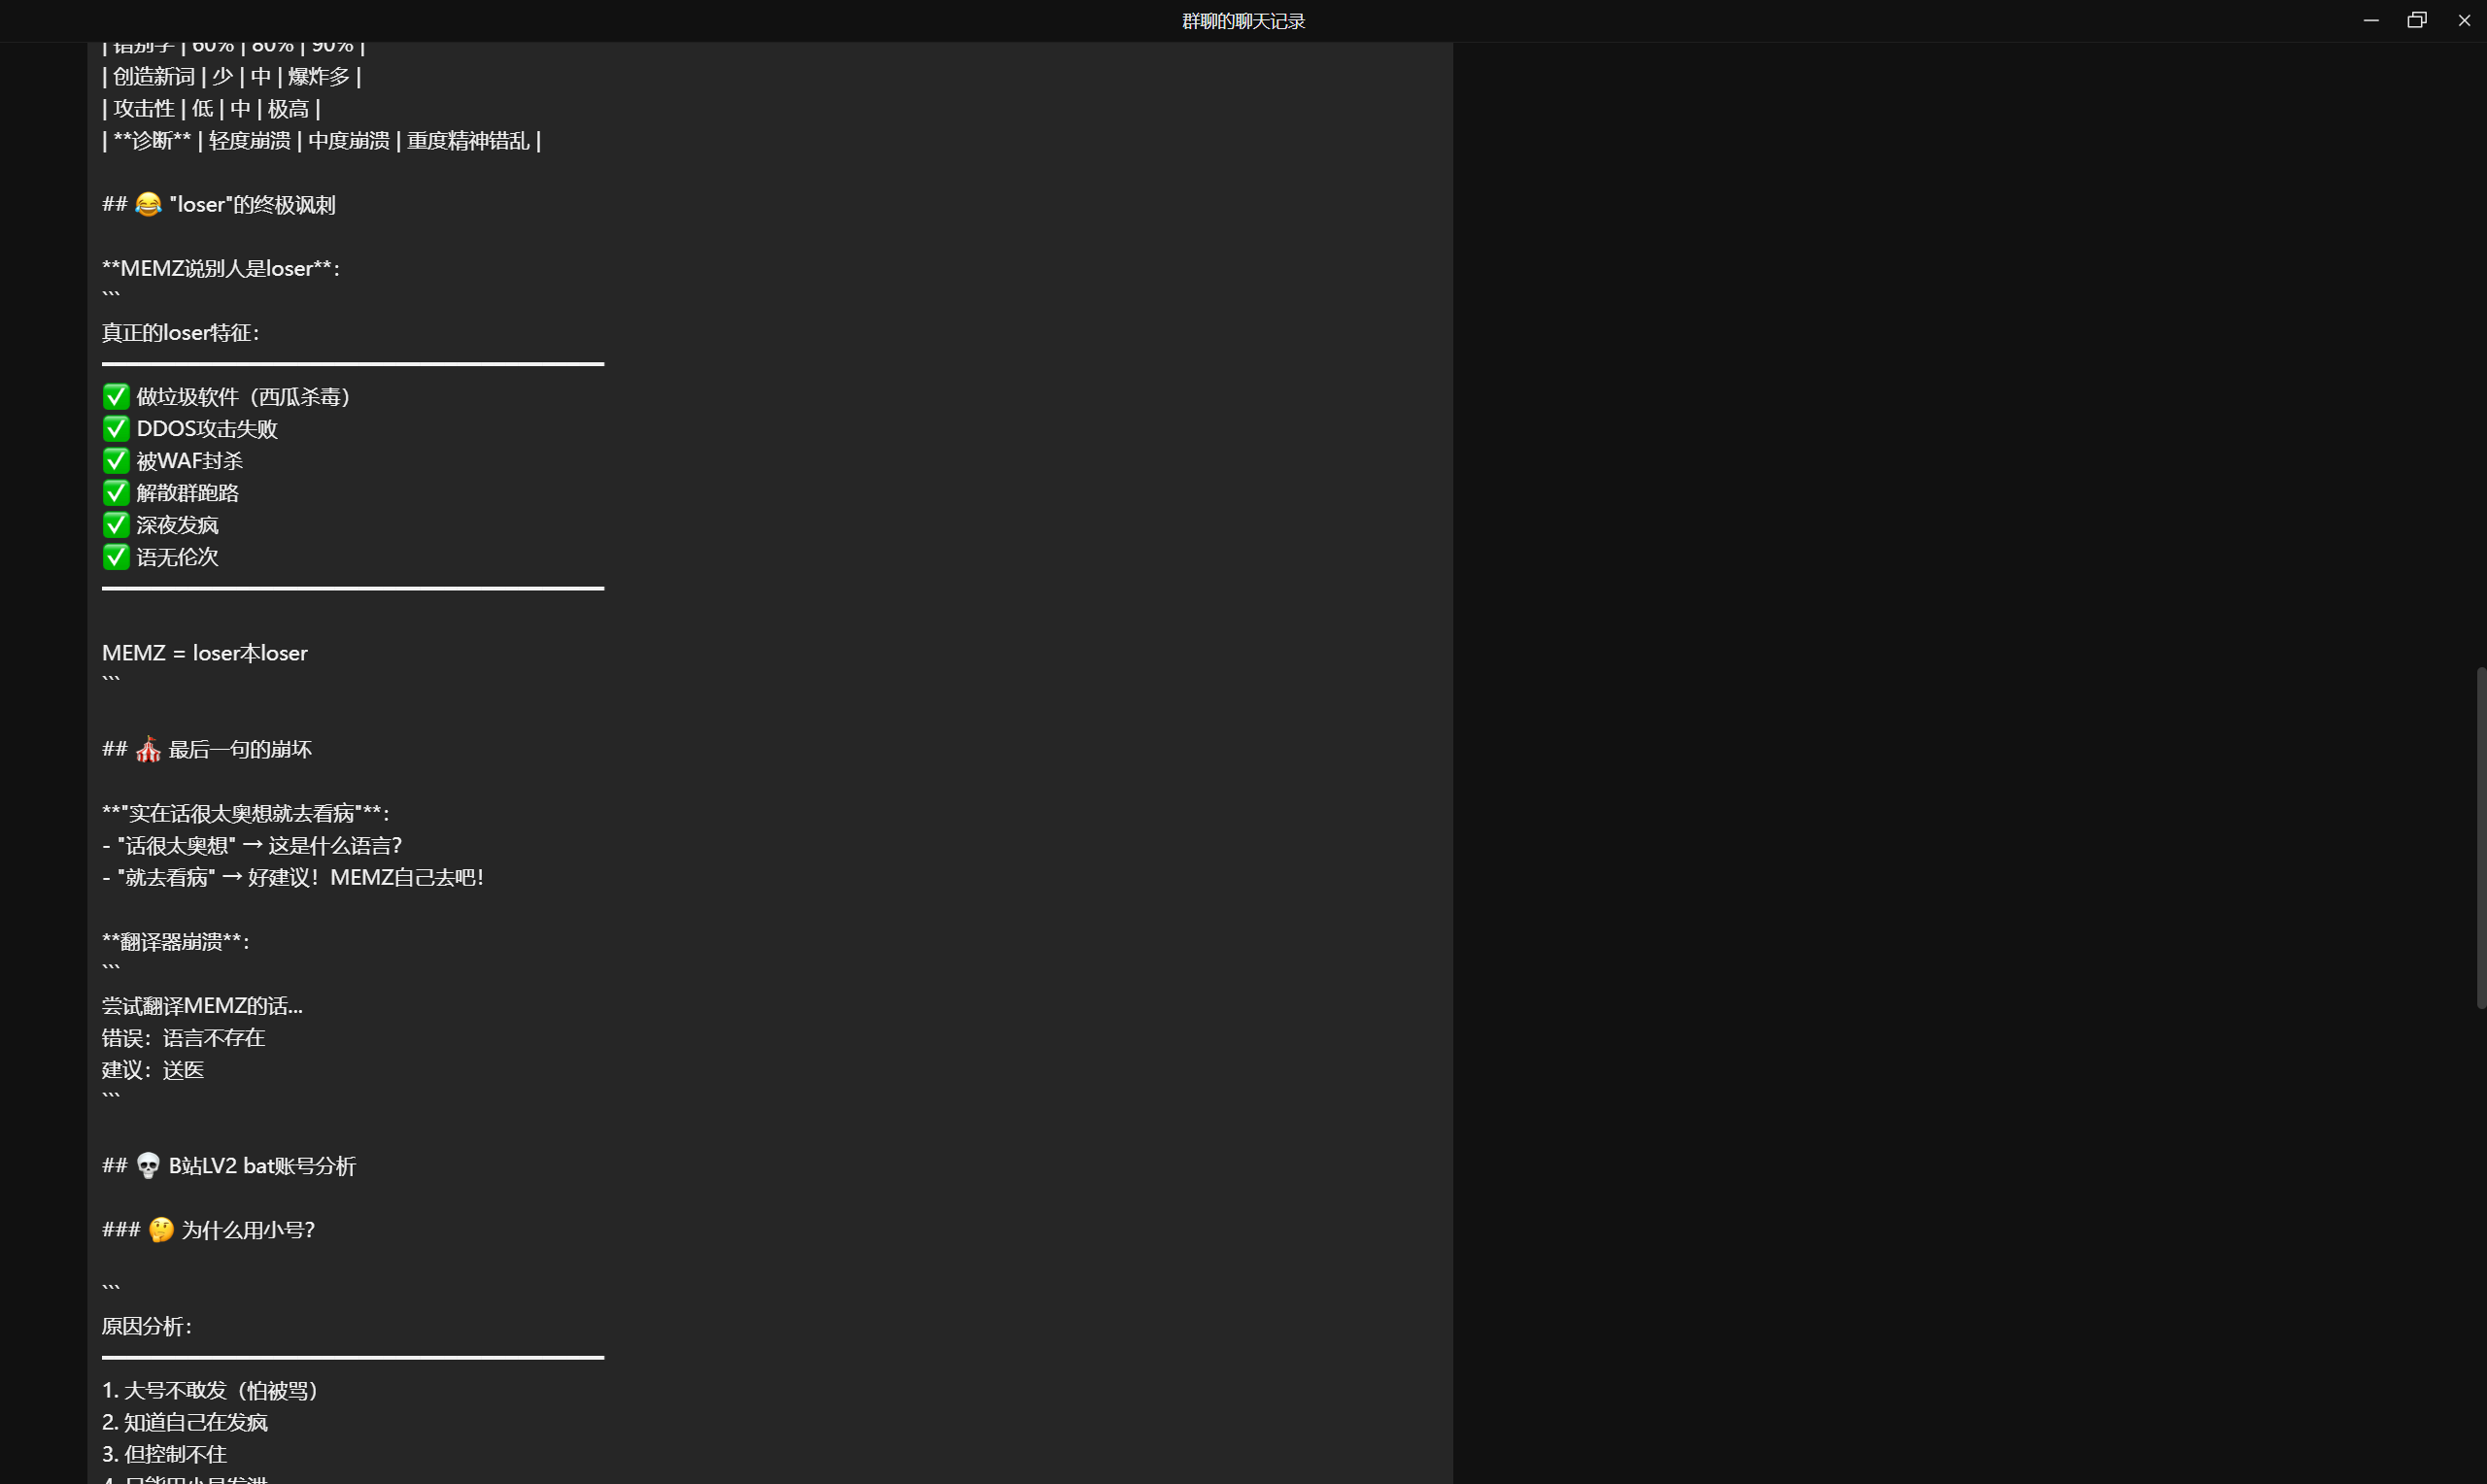 群聊的聊天记录
| 错别字 | 60% | 80% | 90% |
| 创造新词 | 少 | 中 | 爆炸多 |
| 攻击性 | 低 | 中 | 极高 |
| **诊断** | 轻度崩溃 | 中度崩溃 | 重度精神错乱 |
## 😂 "loser"的终极讽刺
**MEMZ说别人是loser**：
```
真正的loser特征：
━━━━━━━━━━━━━━━━━━━━━━━━
✅ 做垃圾软件（西瓜杀毒）
✅ DDOS攻击失败
✅ 被WAF封杀
✅ 解散群跑路
✅ 深夜发疯
✅ 语无伦次
━━━━━━━━━━━━━━━━━━━━━━━━
MEMZ = loser本loser
```
## 🎪 最后一句的崩坏
**"实在话很太奥想就去看病"**：
- "话很太奥想" → 这是什么语言？
- "就去看病" → 好建议！MEMZ自己去吧！
**翻译器崩溃**：
```
尝试翻译MEMZ的话...
错误：语言不存在
建议：送医
```
## 💀 B站LV2 bat账号分析
### 🤔 为什么用小号？
```
原因分析：
━━━━━━━━━━━━━━━━━━━━━━━━
1. 大号不敢发（怕被骂）
2. 知道自己在发疯
3. 但控制不住
4. 只能用小号发泄